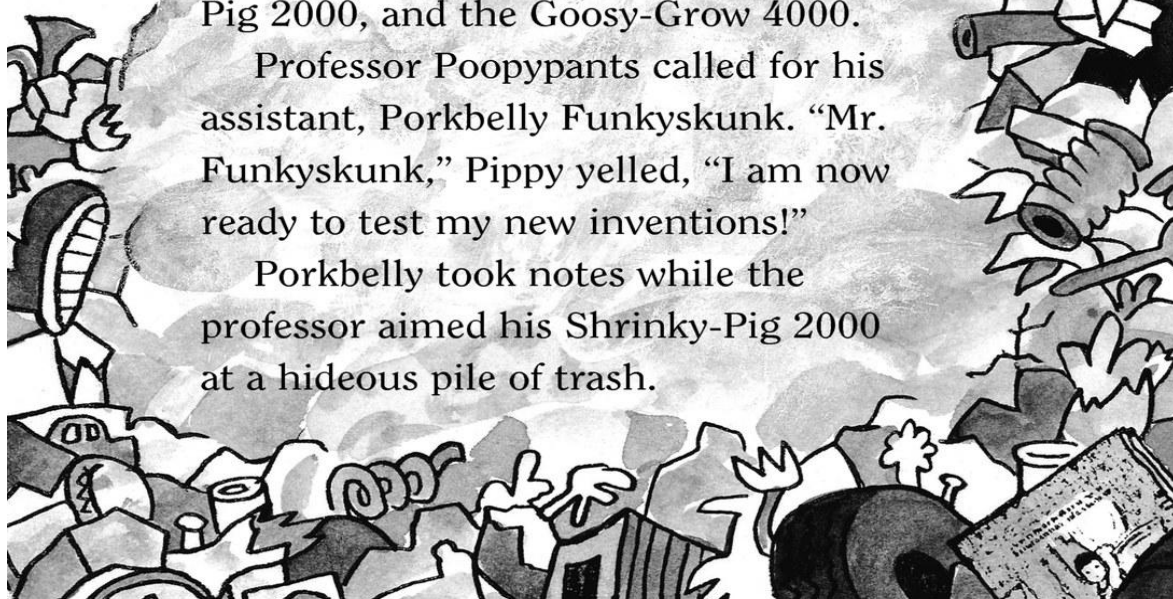 Pig 2000, and the Goosy-Grow 4000.
Professor Poopypants called for his
assistant, Porkbelly Funkyskunk. “Mr.
Funkyskunk,” Pippy yelled, “I am now
ready to test my new inventions!”
Porkbelly took notes while the
professor aimed his Shrinky-Pig 2000
at a hideous pile of trash.